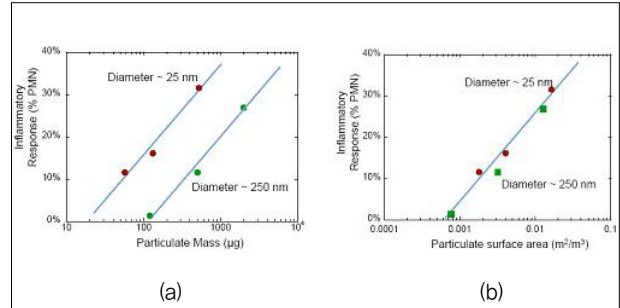 40%
30%
20%
10%
0%
Inflammatory
Response (% PMN)
Diameter ~ 25 nm
Diameter ~ 250 nm
10
100
1000
Particulate Mass (µg)
(a)
40%
30%
20%
10%
0%
Inflammatory
Response (% PMN)
Diameter ~ 25 nm
Diameter ~ 250 nm
0.0001
0.001
0.01
0.1
Particulate surface area (m²/m³)
(b)